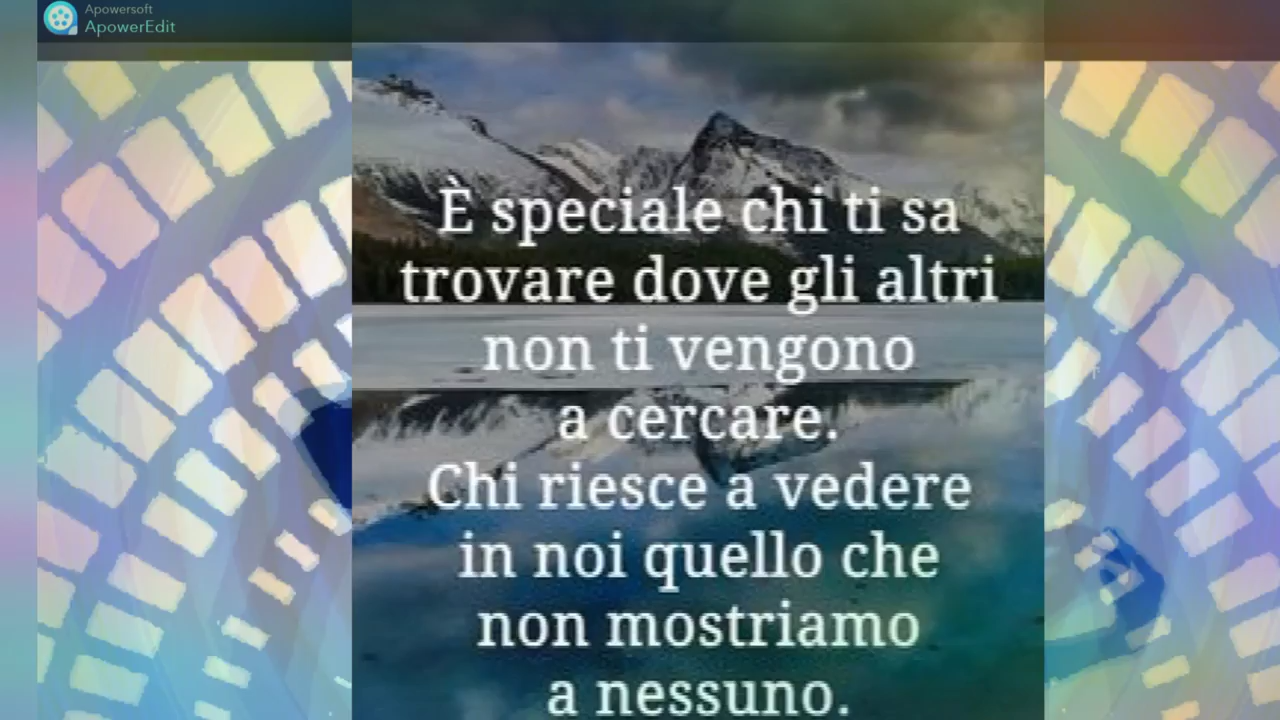 Apowersoft
ApowerEdit
È speciale chi ti sa
trovare dove gli altri
non ti vengono
a cercare.
Chi riesce a vedere
in noi quello che
non mostriamo
a nessuno.